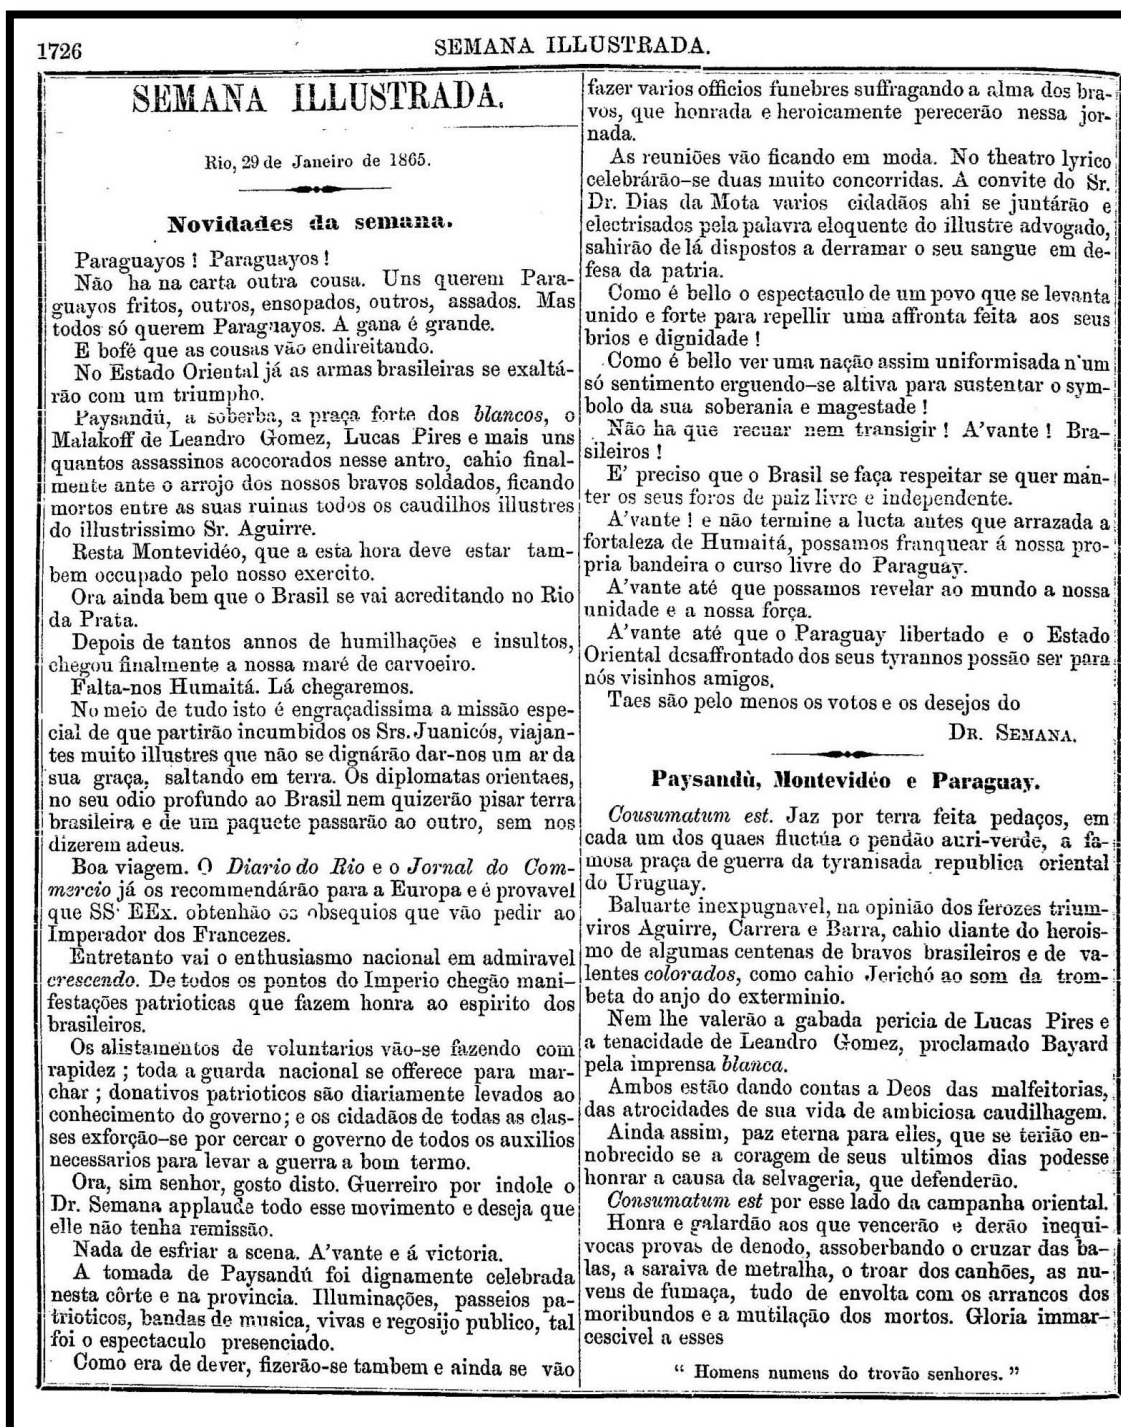 1726
SEMANA ILLUSTRADA.
SEMANA ILLUSTRADA.
Rio, 29 de Janeiro de 1865.
Novidades da semana.
Paraguayos ! Paraguayos !
Não ha na carta outra cousa. Uns querem Para-
guayos fritos, outros, ensopados, outros, assados. Mas
todos só querem Paraguayos. A gana é grande.
E bofé que as cousas vão endireitando.
No Estado Oriental já as armas brasileiras se exaltá-
rão com um triumpho.
Paysandú, a soberba, a praça forte dos blancos, o
Malakoff de Leandro Gomez, Lucas Pires e mais uns
quantos assassinos acocorados nesse antro, cahio final-
mente ante o arrojo dos nossos bravos soldados, ficando
mortos entre as suas ruinas todos os caudilhos illustres
do illustrissimo Sr. Aguirre.
Resta Montevidéo, que a esta hora deve estar tam-
bem occupado pelo nosso exercito.
Ora ainda bem que o Brasil se vai acreditando no Rio
da Prata.
Depois de tantos annos de humilhações e insultos,
chegou finalmente a nossa maré de carvoeiro.
Falta-nos Humaitá. Lá chegaremos.
No meio de tudo isto é engraçadissima a missão espe-
cial de que partirão incumbidos os Srs. Juanicós, viajan-
tes muito illustres que não se dignárão dar-nos um ar da
sua graça, saltando em terra. Os diplomatas orientaes,
no seu odio profundo ao Brasil nem quizerão pisar terra
brasileira e de um paquete passarão ao outro, sem nos
dizerem adeus.
Boa viagem. O Diario do Rio e o Jornal do Com-
mercio já os recommendárão para a Europa e é provavel
que SS. EEx. obtenhão os obsequios que vão pedir ao
Imperador dos Francezes.
Entretanto vai o enthusiasmo nacional em admiravel
crescendo. De todos os pontos do Imperio chegão mani-
festações patrioticas que fazem honra ao espirito dos
brasileiros.
Os alistamentos de voluntarios vão-se fazendo com
rapidez ; toda a guarda nacional se offerece para mar-
char ; donativos patrioticos são diariamente levados ao
conhecimento do governo; e os cidadãos de todas as clas-
ses exforção-se por cercar o governo de todos os auxilios
necessarios para levar a guerra a bom termo.
Ora, sim senhor, gosto disto. Guerreiro por indole o
Dr. Semana applaude todo esse movimento e deseja que
elle não tenha remissão.
Nada de esfriar a scena. A'vante e á victoria.
A tomada de Paysandú foi dignamente celebrada
nesta côrte e na provincia. Illuminações, passeios pa-
trioticos, bandas de musica, vivas e regosijo publico, tal
foi o espectaculo presenciado.
Como era de dever, fizerão-se tambem e ainda se vão
fazer varios officios funebres suffragando a alma dos bra-
vos, que honrada e heroicamente perecerão nessa jor-
nada.
As reuniões vão ficando em moda. No theatro lyrico
celebrárão-se duas muito concorridas. A convite do Sr.
Dr. Dias da Mota varios cidadãos ahi se juntárão e
electrisados pela palavra eloquente do illustre advogado,
sahirão de lá dispostos a derramar o seu sangue em de-
fesa da patria.
Como é bello o espectaculo de um povo que se levanta
unido e forte para repellir uma affronta feita aos seus
brios e dignidade !
Como é bello ver uma nação assim uniformisada n'um
só sentimento erguendo-se altiva para sustentar o sym-
bolo da sua soberania e magestade !
Não ha que recuar nem transigir ! A'vante ! Bra-
sileiros !
E' preciso que o Brasil se faça respeitar se quer man-
ter os seus foros de paiz livre e independente.
A'vante ! e não termine a lucta antes que arrazada a
fortaleza de Humaitá, possamos franquear á nossa pro-
pria bandeira o curso livre do Paraguay.
A'vante até que possamos revelar ao mundo a nossa
unidade e a nossa força.
A'vante até que o Paraguay libertado e o Estado
Oriental desaffrontado dos seus tyrannos possão ser para
nós visinhos amigos.
Taes são pelo menos os votos e os desejos do
DR. SEMANA.
Paysandù, Montevidéo e Paraguay.
Cousumatum est. Jaz por terra feita pedaços, em
cada um dos quaes fluctúa o pendão auri-verde, a fa-
mosa praça de guerra da tyranisada republica oriental
do Uruguay.
Baluarte inexpugnavel, na opinião dos ferozes trium-
viros Aguirre, Carrera e Barra, cahio diante do herois-
mo de algumas centenas de bravos brasileiros e de va-
lentes colorados, como cahio Jerichó ao som da trom-
beta do anjo do exterminio.
Nem lhe valerão a gabada pericia de Lucas Pires e
a tenacidade de Leandro Gomez, proclamado Bayard
pela imprensa blanca.
Ambos estão dando contas a Deos das malfeitorias,
das atrocidades de sua vida de ambiciosa caudilhagem.
Ainda assim, paz eterna para elles, que se terião en-
nobrecido se a coragem de seus ultimos dias podesse
honrar a causa da selvageria, que defenderão.
Consumatum est por esse lado da campanha oriental.
Honra e galardão aos que vencerão e derão inequi-
vocas provas de denodo, assoberbando o cruzar das ba-
las, a saraiva de metralha, o troar dos canhões, as nu-
vens de fumaça, tudo de envolta com os arrancos dos
moribundos e a mutilação dos mortos. Gloria immar-
cescivel a esses
“ Homens numens do trovão senhores. ”